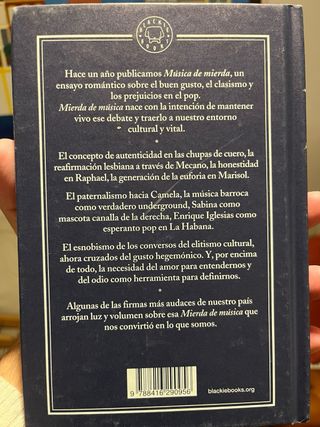 BLACKIE
BOOKS
Hace un año publicamos Música de mierda, un
ensayo romántico sobre el buen gusto, el clasismo y
los prejuicios en el pop.
Mierda de música nace con la intención de mantener
vivo ese debate y traerlo a nuestro entorno
cultural y vital.
El concepto de autenticidad en las chupas de cuero, la
reafirmación lesbiana a través de Mecano, la honestidad
en Raphael, la generación de la euforia en Marisol.
El paternalismo hacia Camela, la música barroca
como verdadero underground, Sabina como
mascota canalla de la derecha, Enrique Iglesias como
esperanto pop en La Habana.
El esnobismo de los conversos del elitismo cultural,
ahora cruzados del gusto hegemónico. Y, por en-
cima de todo, la necesidad del amor para entendernos y
del odio como herramienta para definirnos.
Algunas de las firmas más audaces de nuestro país
arrojan luz y volumen sobre esa Mierda de música que
nos convirtió en lo que somos.
blackiebooks.org
9 788416 290956